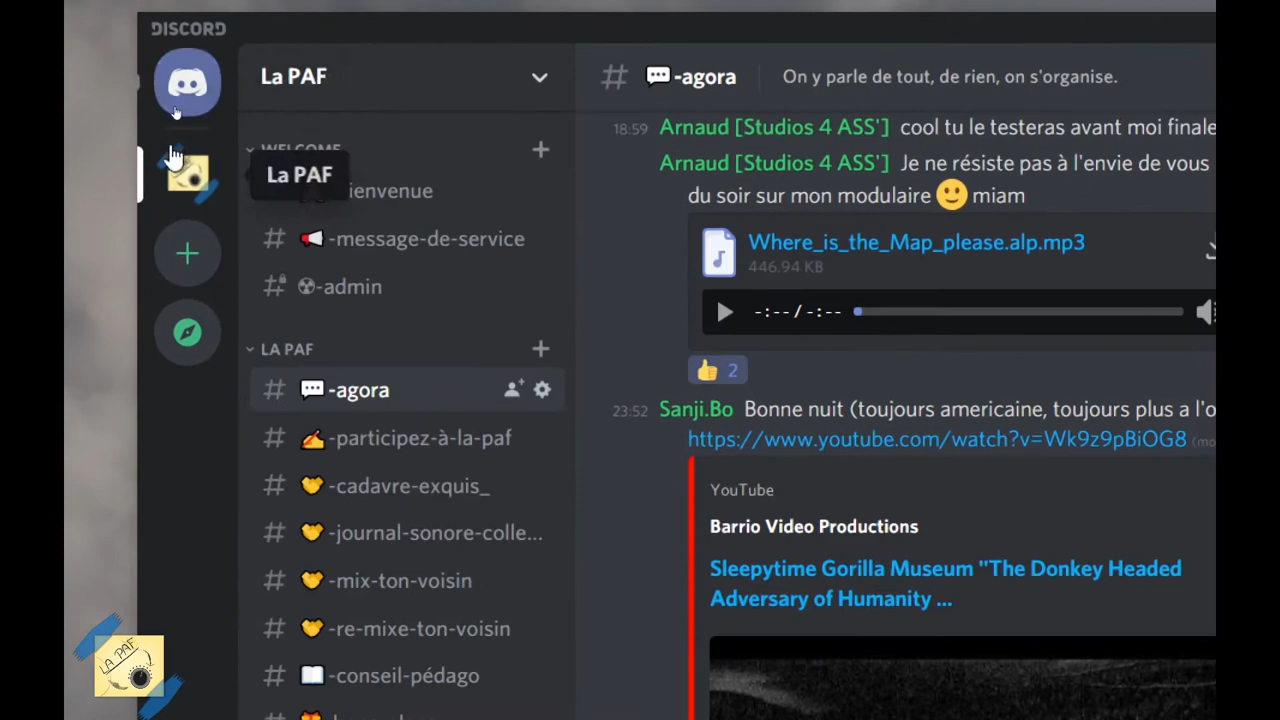 DISCORD
La PAF
WELCOME
La PAF
ienvenue
-message-de-service
-admin
LA PAF
-agora
-participez-à-la-paf
-cadavre-exquis_
-journal-sonore-colle...
-mix-ton-voisin
-re-mixe-ton-voisin
-conseil-pédago
-agora
On y parle de tout, de rien, on s'organise.
18:59 Arnaud [Studios 4 ASS'] cool tu le testeras avant moi finale
Arnaud [Studios 4 ASS'] Je ne résiste pas à l'envie de vous
du soir sur mon modulaire 🙂 miam
Where_is_the_Map_please.alp.mp3
446.94 KB
-:-- / -:--
👍 2
23:52 Sanji.Bo Bonne nuit (toujours americaine, toujours plus a l'o
https://www.youtube.com/watch?v=Wk9z9pBiOG8 (mo
YouTube
Barrio Video Productions
Sleepytime Gorilla Museum "The Donkey Headed
Adversary of Humanity ...
LA PAF